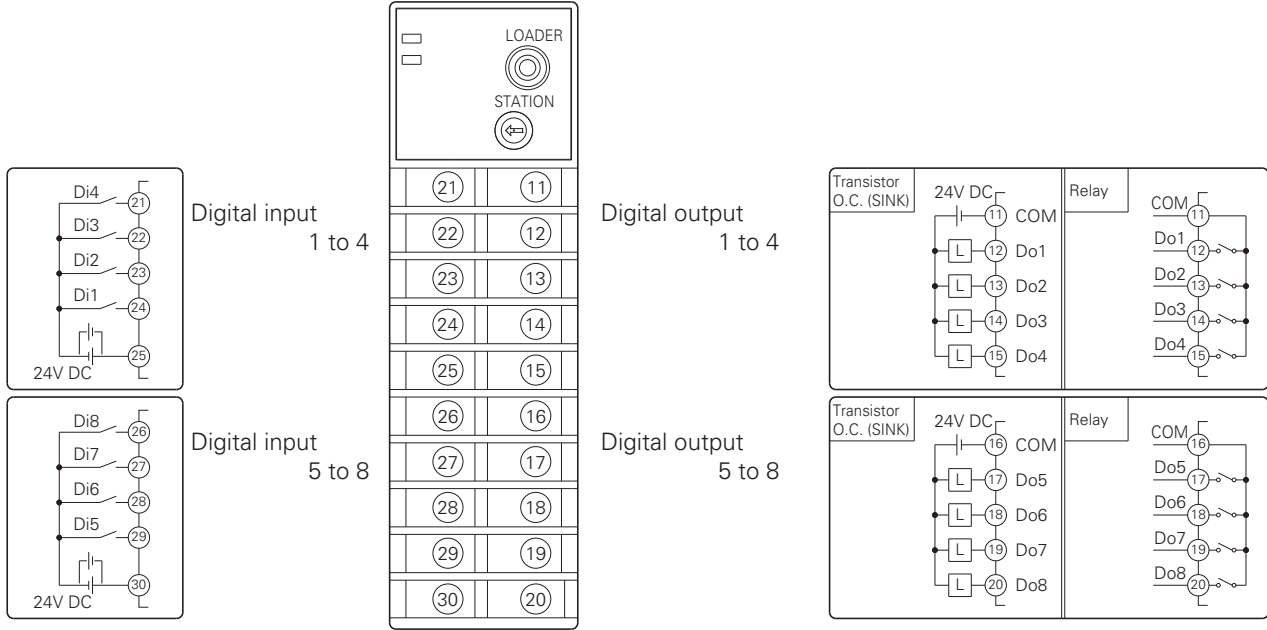 LOADER
STATION
Di4
21
Di3
22
Di2
23
Di1
24
25
24V DC
Digital input
1 to 4
Di8
26
Di7
27
Di6
28
Di5
29
30
24V DC
Digital input
5 to 8
21 11
22 12
23 13
24 14
25 15
26 16
27 17
28 18
29 19
30 20
Digital output
1 to 4
Transistor
O.C. (SINK)
24V DC
11 COM
L 12 Do1
L 13 Do2
L 14 Do3
L 15 Do4
Relay
COM 11
Do1 12
Do2 13
Do3 14
Do4 15
Digital output
5 to 8
Transistor
O.C. (SINK)
24V DC
16 COM
L 17 Do5
L 18 Do6
L 19 Do7
L 20 Do8
Relay
COM 16
Do5 17
Do6 18
Do7 19
Do8 20